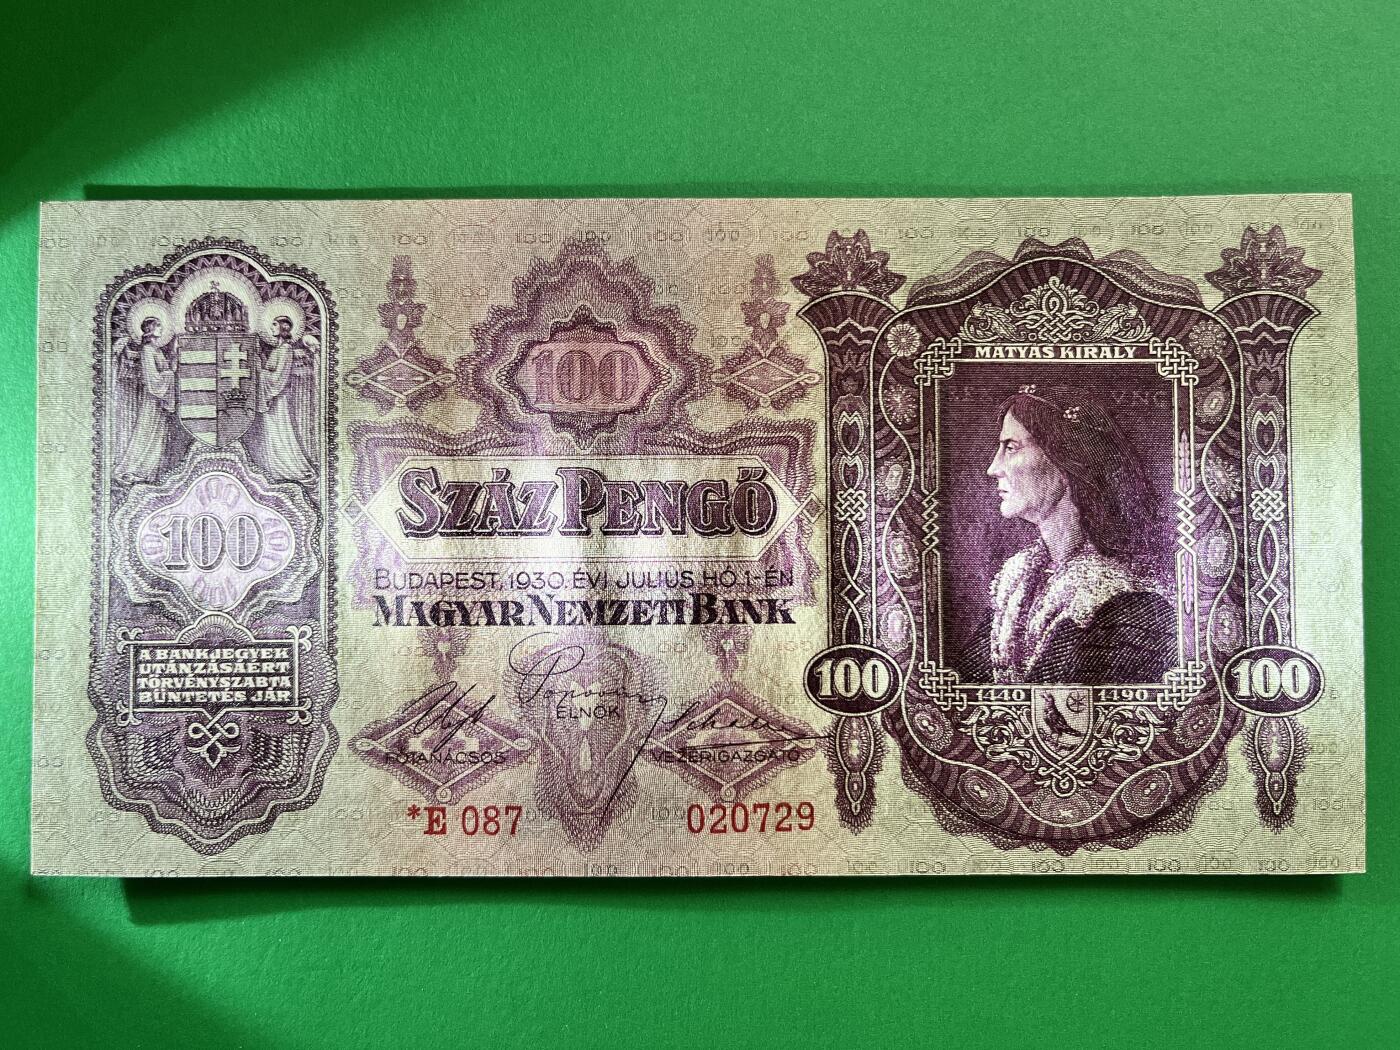 100
100
A BANKJEGYEK
UTÁNZÁSÁÉRT
TÖRVÉNYSZABTA
BÜNTETÉS JÁR
SZÁZ PENGŐ
BUDAPEST, 1930. ÉVI JULIUS HÓ 1-ÉN
MAGYAR NEMZETI BANK
ELNÖK
FŐTANÁCSOS
VEZÉRIGAZGATÓ
*E 087
020729
MÁTYÁS KIRÁLY
100
1440
1490
100